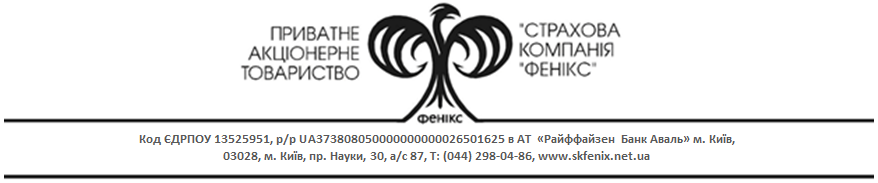 ПРИВАТНЕ
АКЦІОНЕРНЕ
ТОВАРИСТВО
"СТРАХОВА
КОМПАНІЯ
"ФЕНІКС"
ФЕНІКС
Код ЄДРПОУ 13525951, р/р UA373808050000000000026501625 в АТ «Райффайзен Банк Аваль» м. Київ,
03028, м. Київ, пр. Науки, 30, а/с 87, Т: (044) 298-04-86, www.skfenix.net.ua